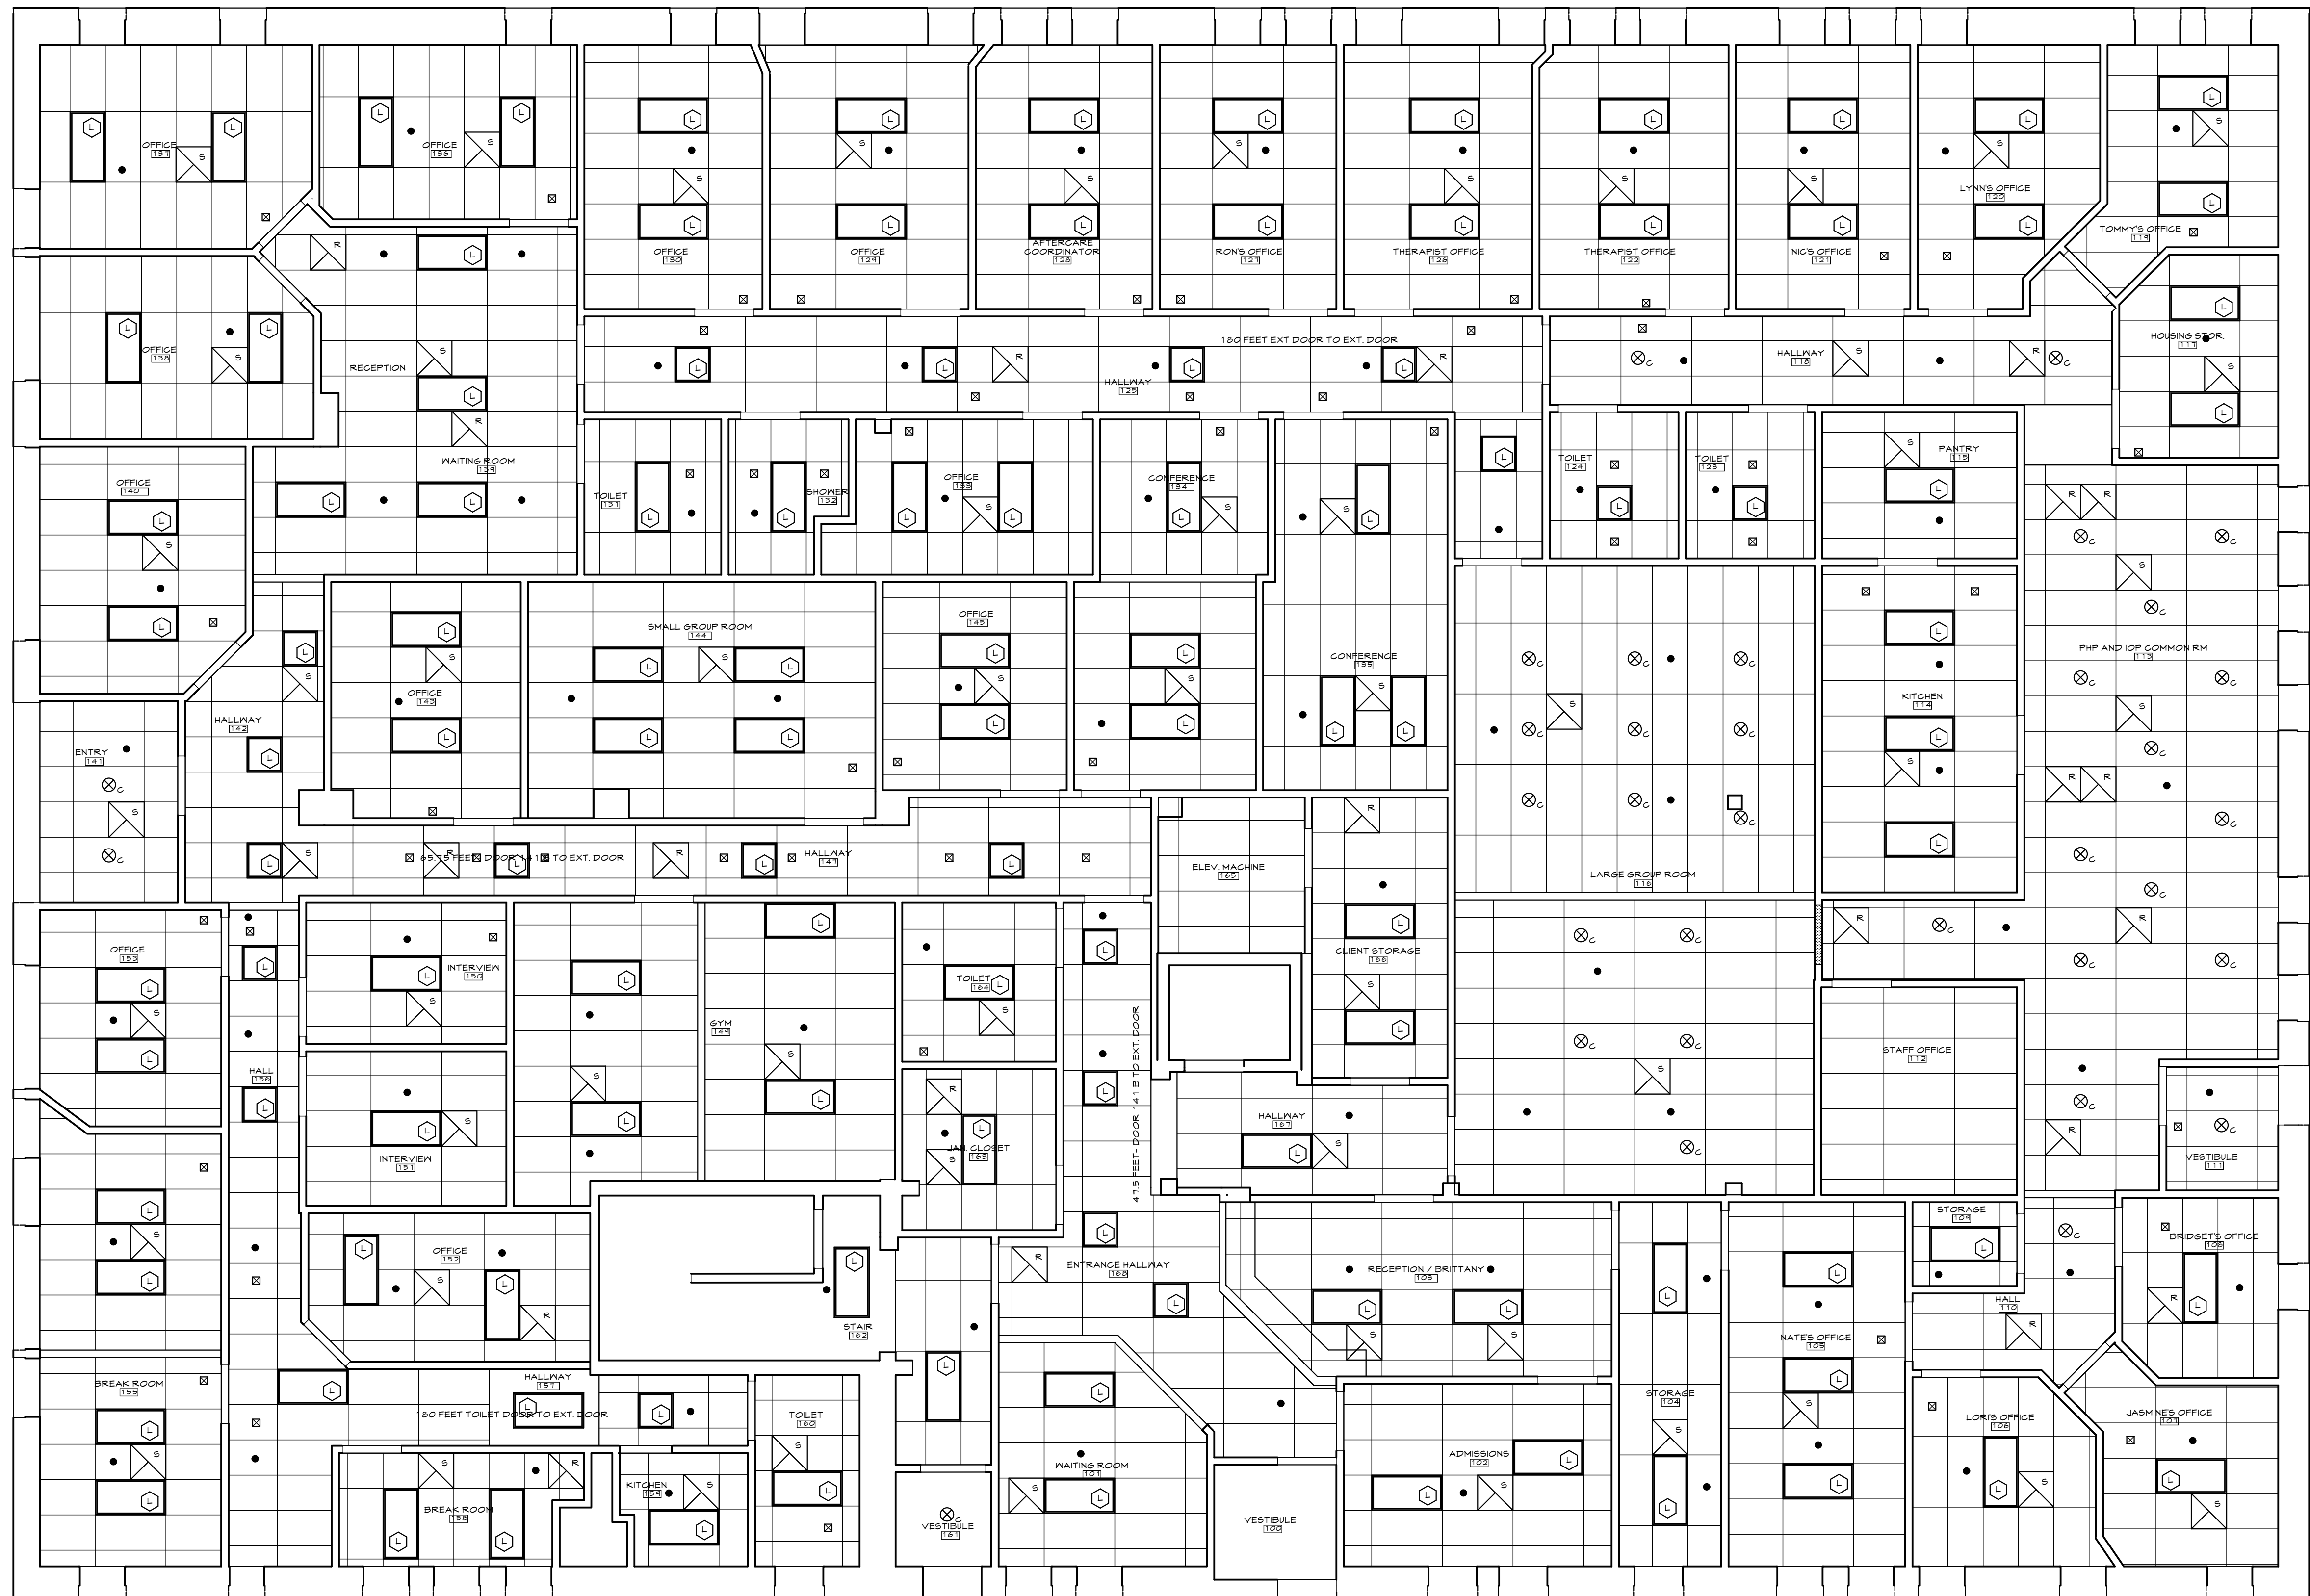 OFFICE
137
OFFICE
136
LYNN'S OFFICE
120
TOMMY'S OFFICE
119
OFFICE
130
OFFICE
129
AFTERCARE
COORDINATOR
128
RON'S OFFICE
127
THERAPIST OFFICE
126
THERAPIST OFFICE
122
NIC'S OFFICE
121
OFFICE
138
RECEPTION
180 FEET EXT DOOR TO EXT. DOOR
HALLWAY
125
HALLWAY
118
HOUSING STOR.
117
WAITING ROOM
139
OFFICE
140
TOILET
131
SHOWER
132
OFFICE
133
CONFERENCE
134
TOILET
124
TOILET
123
PANTRY
115
SMALL GROUP ROOM
144
OFFICE
145
CONFERENCE
135
PHP AND IOP COMMON RM
113
OFFICE
143
KITCHEN
114
HALLWAY
142
ENTRY
141
65.75 FEET- DOOR 141 B TO EXT. DOOR
HALLWAY
147
ELEV. MACHINE
165
LARGE GROUP ROOM
116
OFFICE
153
INTERVIEW
150
TOILET
164
CLIENT STORAGE
166
GYM
149
47.5 FEET- DOOR 141 B TO EXT. DOOR
STAFF OFFICE
112
HALL
156
INTERVIEW
151
JAN. CLOSET
163
HALLWAY
167
VESTIBULE
111
OFFICE
152
ENTRANCE HALLWAY
168
RECEPTION / BRITTANY
103
STORAGE
109
BRIDGET'S OFFICE
108
HALL
110
STAIR
162
NATE'S OFFICE
105
BREAK ROOM
155
HALLWAY
157
180 FEET TOILET DOOR TO EXT. DOOR
TOILET
160
STORAGE
104
LORI'S OFFICE
106
JASMINE'S OFFICE
107
WAITING ROOM
101
ADMISSIONS
102
BREAK ROOM
158
KITCHEN
159
VESTIBULE
161
VESTIBULE
100